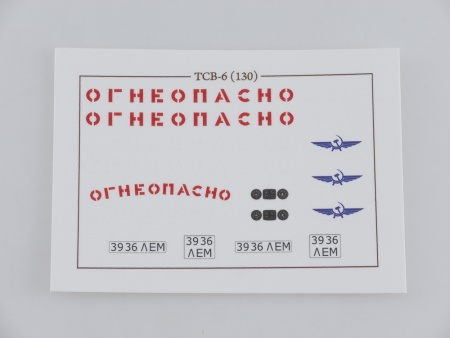 ТСВ-6 (130)
ОГНЕОПАСНО
ОГНЕОПАСНО
ОГНЕОПАСНО
3936 ЛЕМ
3936
ЛЕМ
3936 ЛЕМ
3936
ЛЕМ